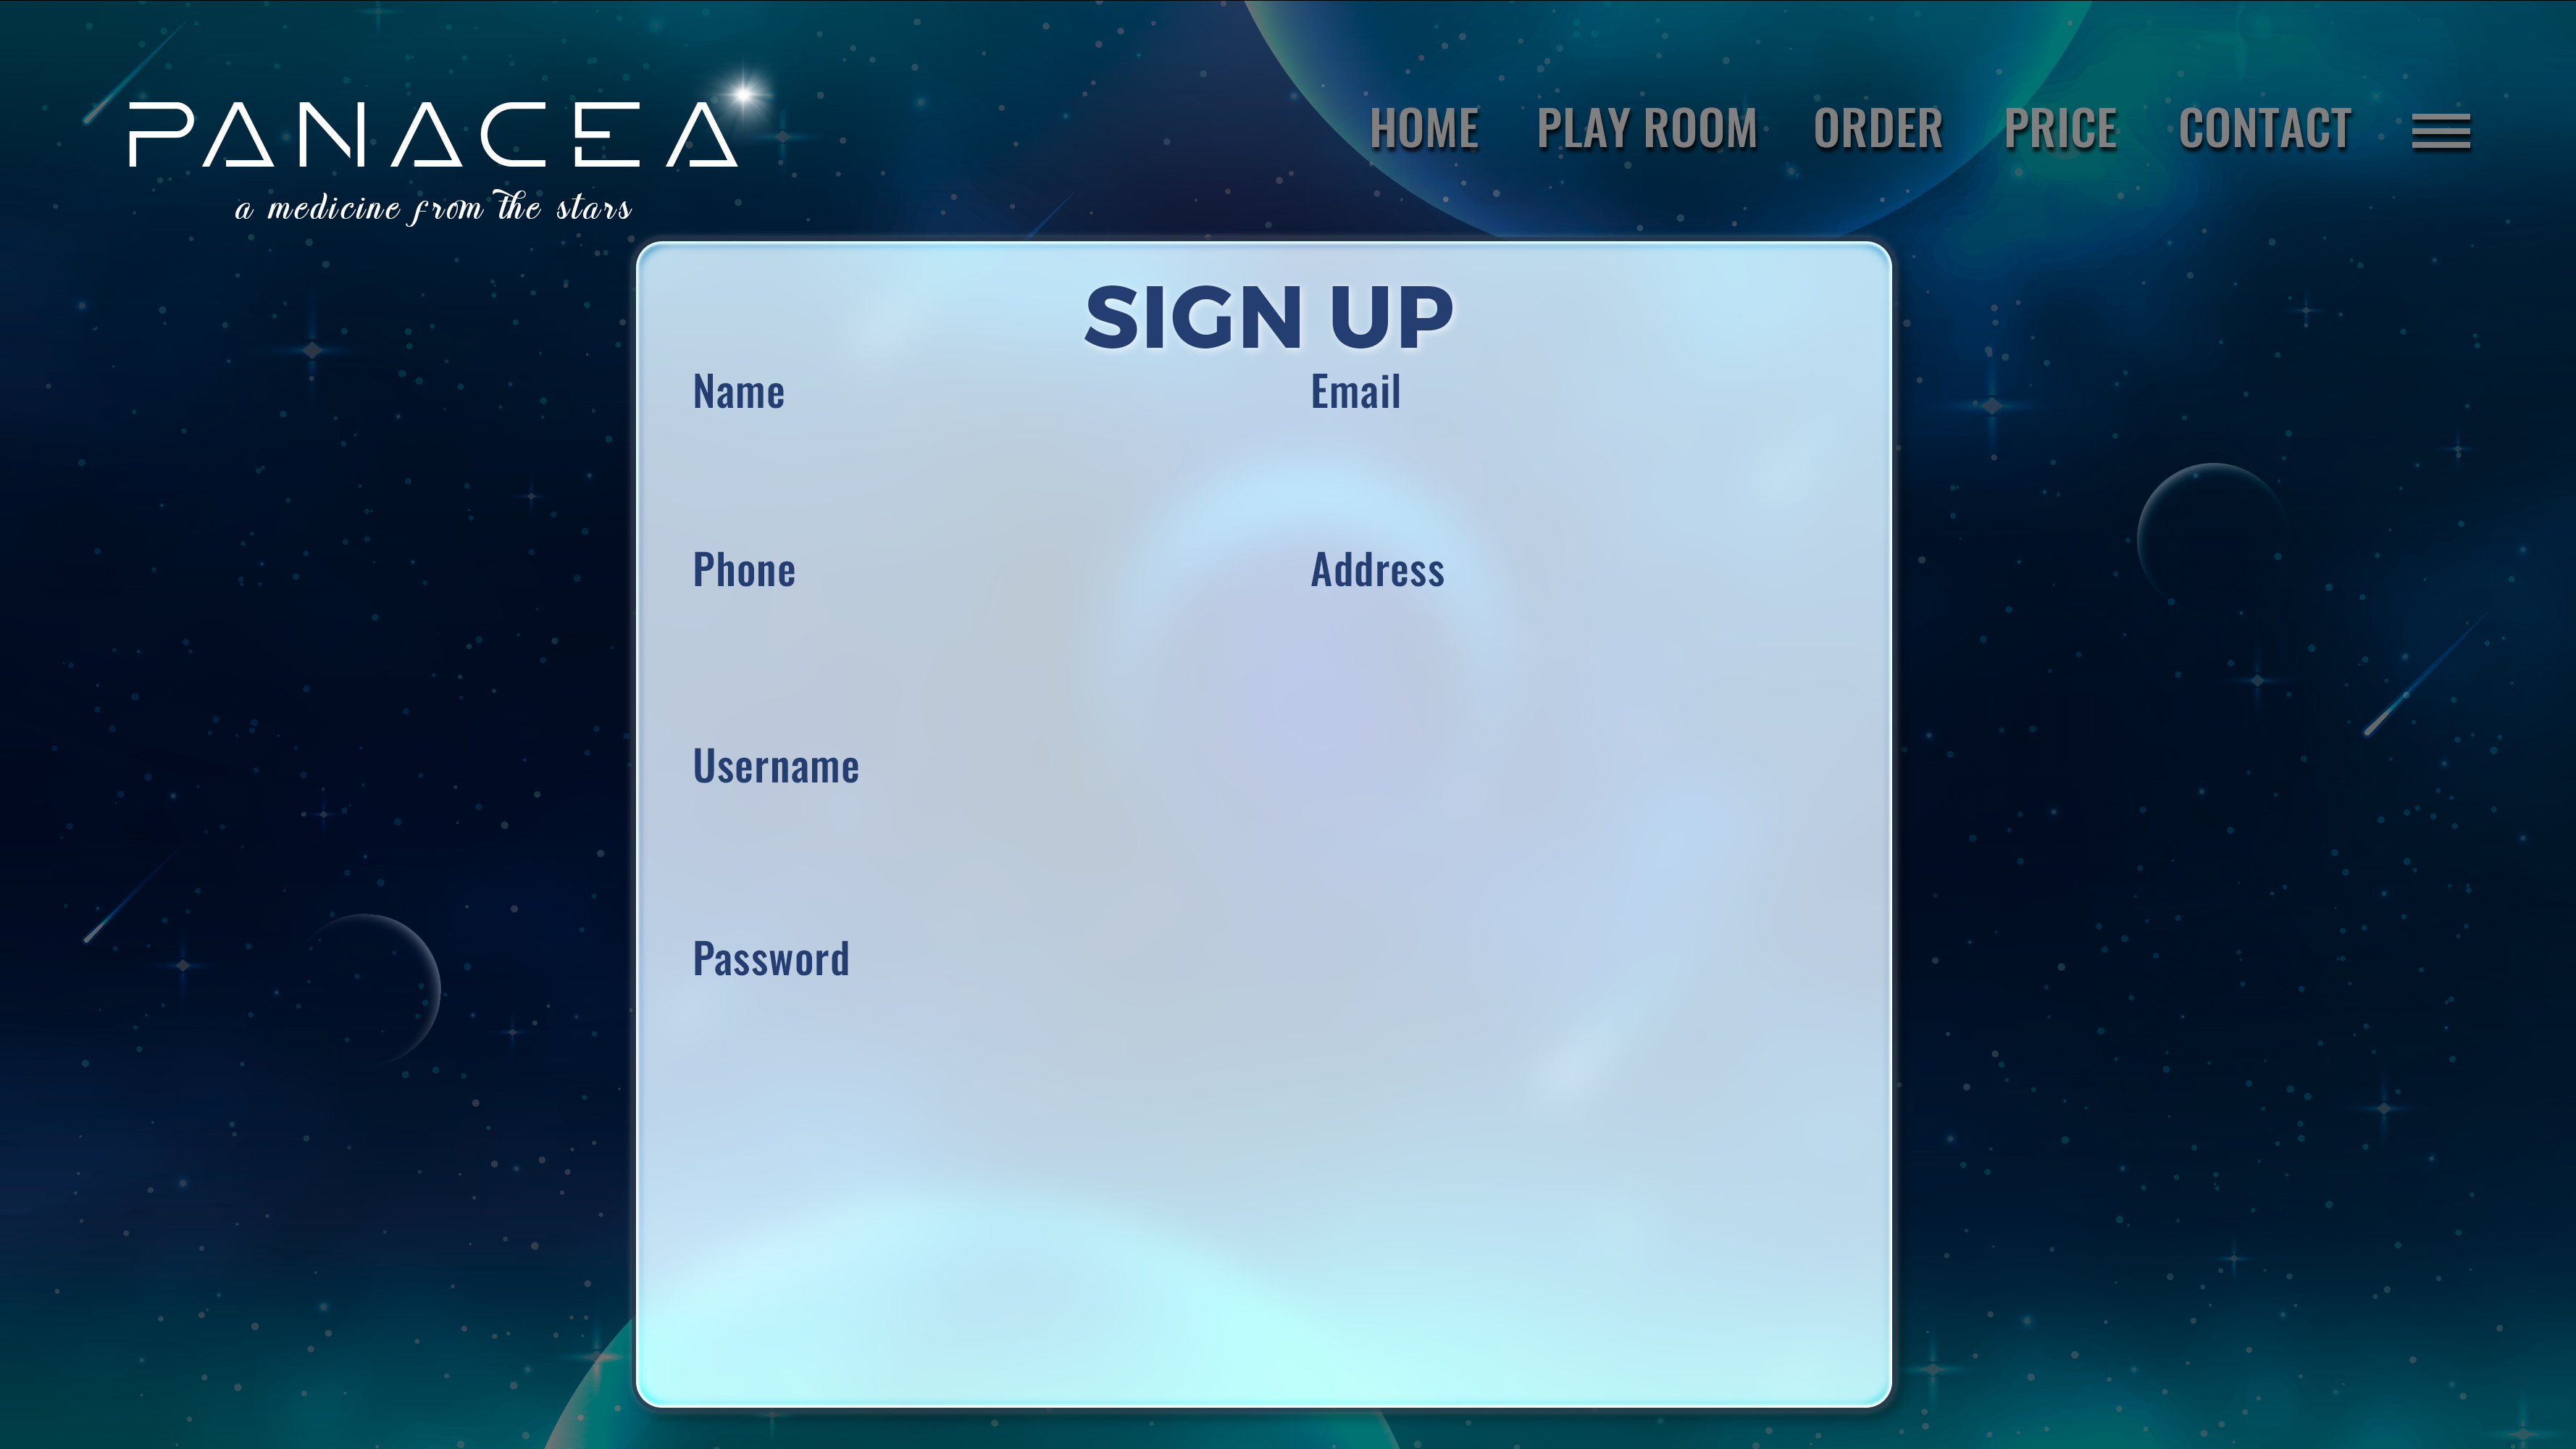 PANACEA
a medicine from the stars
HOME PLAY ROOM ORDER PRICE CONTACT
SIGN UP
Name Email
Phone Address
Username
Password